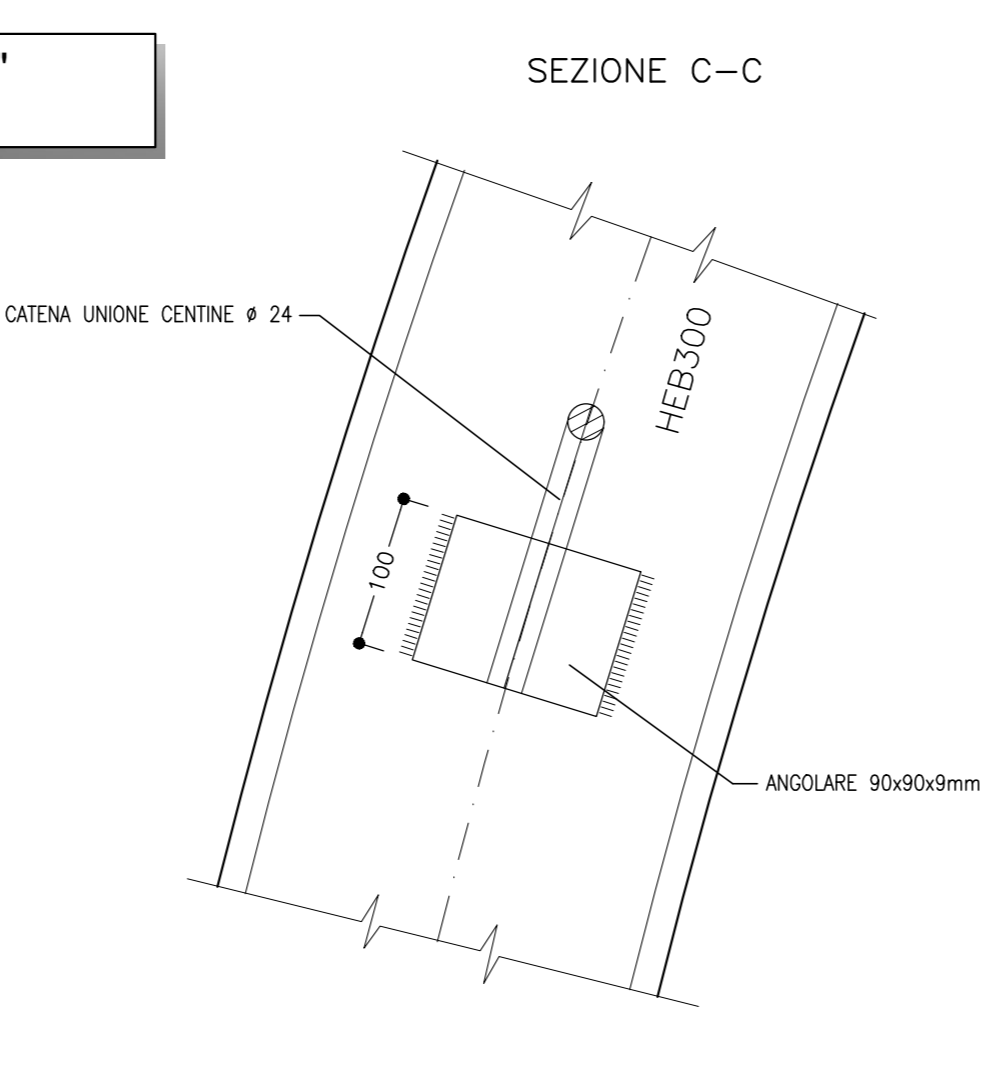 "
SEZIONE C-C
CATENA UNIONE CENTINE ø 24
HEB300
100
ANGOLARE 90x90x9mm